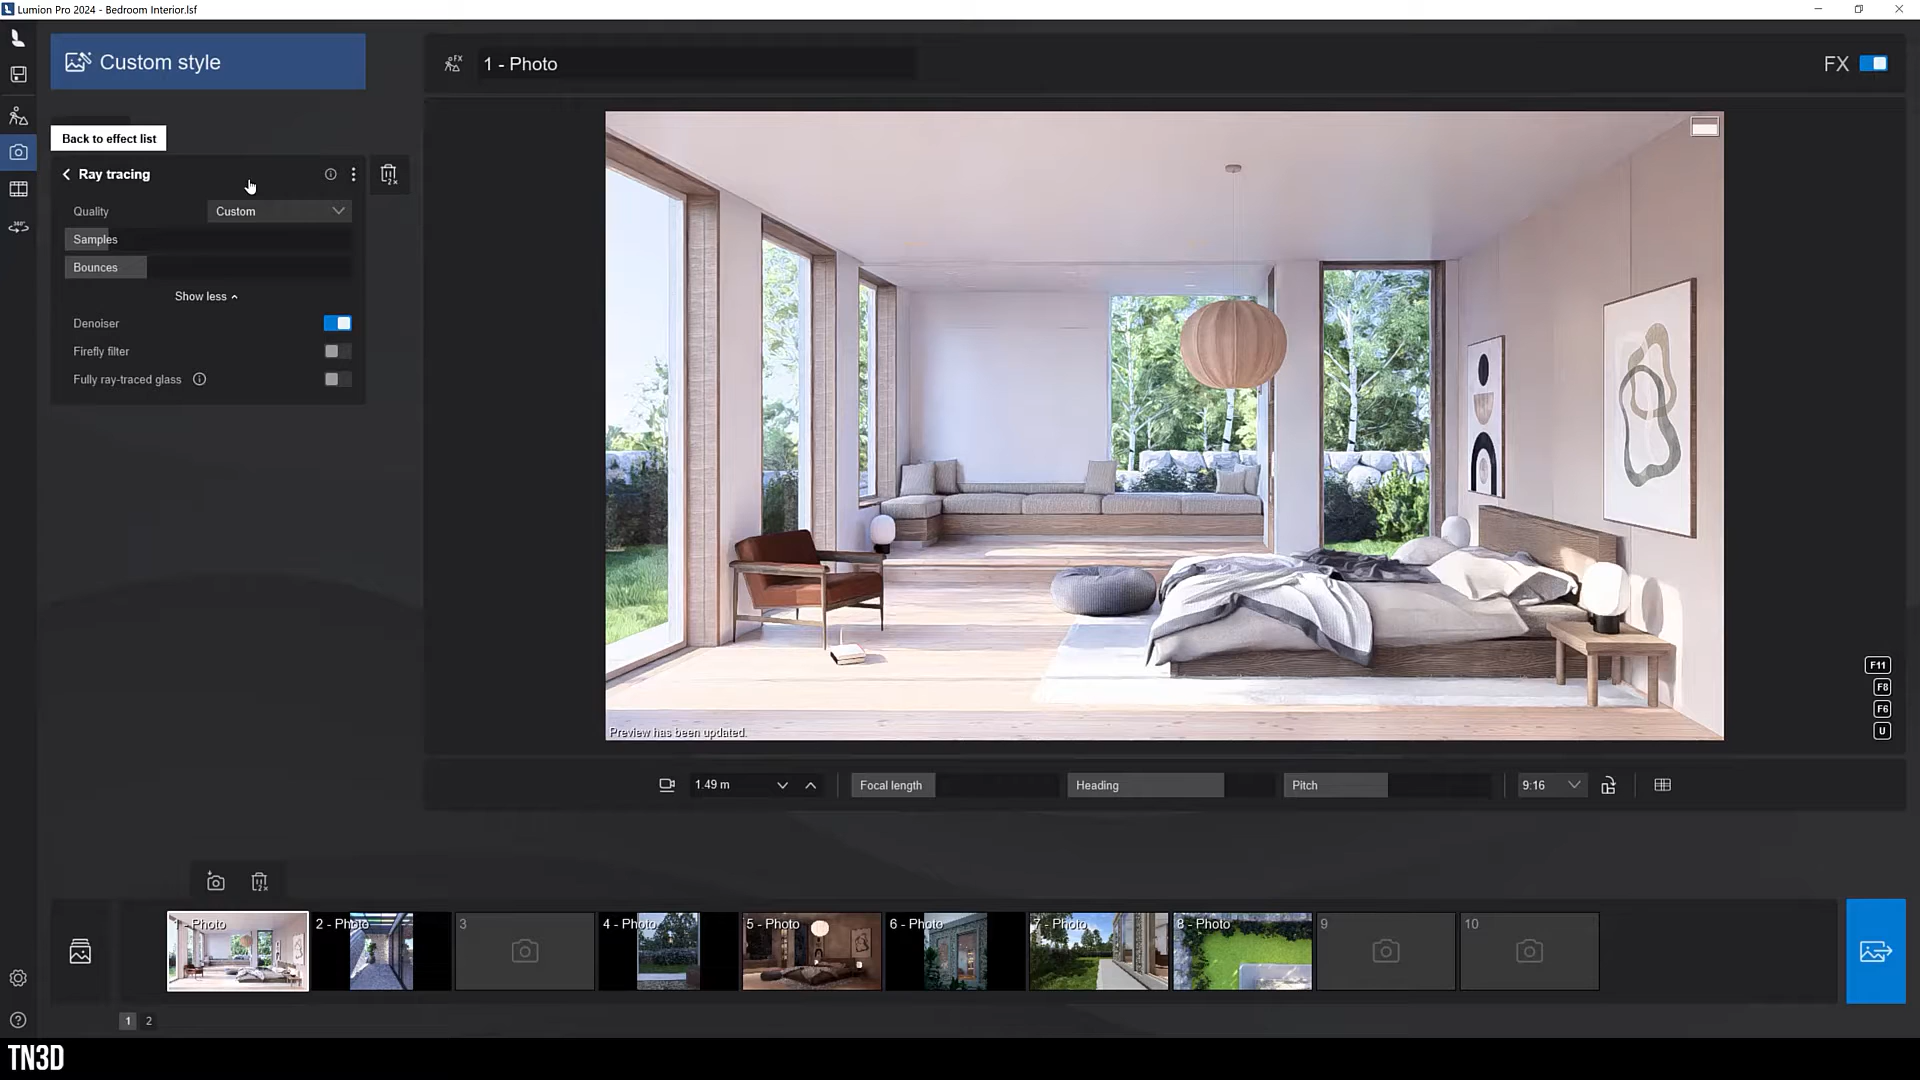 Lumion Pro 2024 - Bedroom Interior.lsf
Custom style
FX
1 - Photo
FX
Back to effect list
Ray tracing
Quality
Custom
Samples
Bounces
Show less
Denoiser
Firefly filter
Fully ray-traced glass
Preview has been updated.
F11
F8
F6
U
1.49 m
Focal length
Heading
Pitch
9:16
1 - Photo
2 - Photo
3
4 - Photo
5 - Photo
6 - Photo
7 - Photo
8 - Photo
9
10
1
2
TN3D